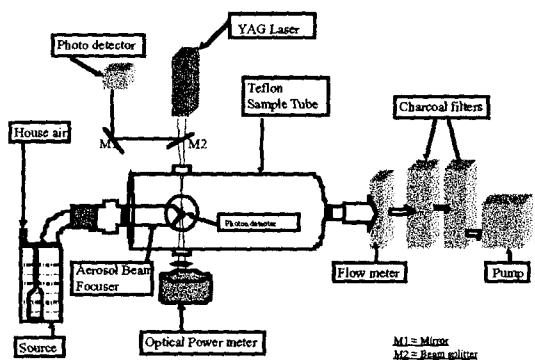 YAG Laser
Photo detector
Teflon
Sample Tube
Charcoal filters
House air
M1
M2
Photon detector
Aerosol Beam
Focuser
Flow meter
Pump
Optical Power meter
Source
M1 = Mirror
M2 = Beam splitter